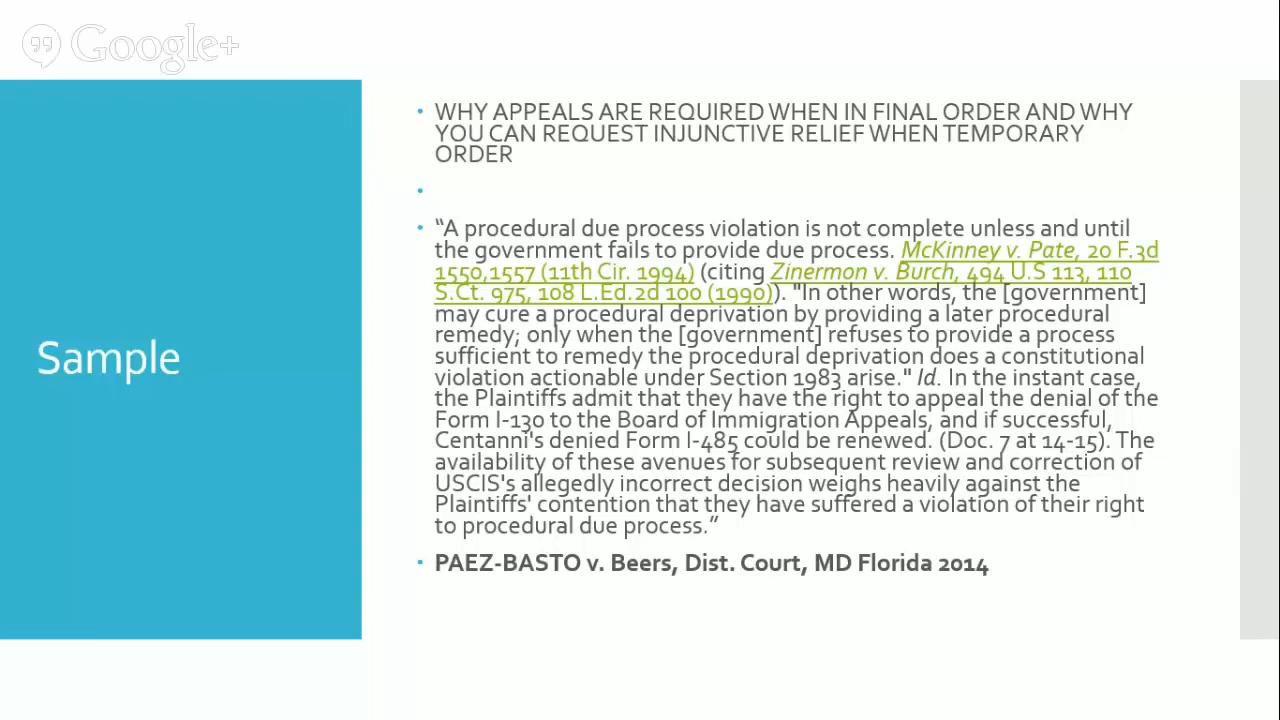 Google+
WHY APPEALS ARE REQUIRED WHEN IN FINAL ORDER AND WHY
YOU CAN REQUEST INJUNCTIVE RELIEF WHEN TEMPORARY
ORDER
“A procedural due process violation is not complete unless and until
the government fails to provide due process. McKinney v. Pate, 20 F.3d
1550,1557 (11th Cir. 1994) (citing Zinermon v. Burch, 494 U.S 113, 110
S.Ct. 975, 108 L.Ed.2d 100 (1990)). "In other words, the [government]
may cure a procedural deprivation by providing a later procedural
remedy; only when the [government] refuses to provide a process
sufficient to remedy the procedural deprivation does a constitutional
violation actionable under Section 1983 arise." Id. In the instant case,
the Plaintiffs admit that they have the right to appeal the denial of the
Form I-130 to the Board of Immigration Appeals, and if successful,
Centanni's denied Form I-485 could be renewed. (Doc. 7 at 14-15). The
availability of these avenues for subsequent review and correction of
USCIS's allegedly incorrect decision weighs heavily against the
Plaintiffs' contention that they have suffered a violation of their right
to procedural due process.”
PAEZ-BASTO v. Beers, Dist. Court, MD Florida 2014
Sample